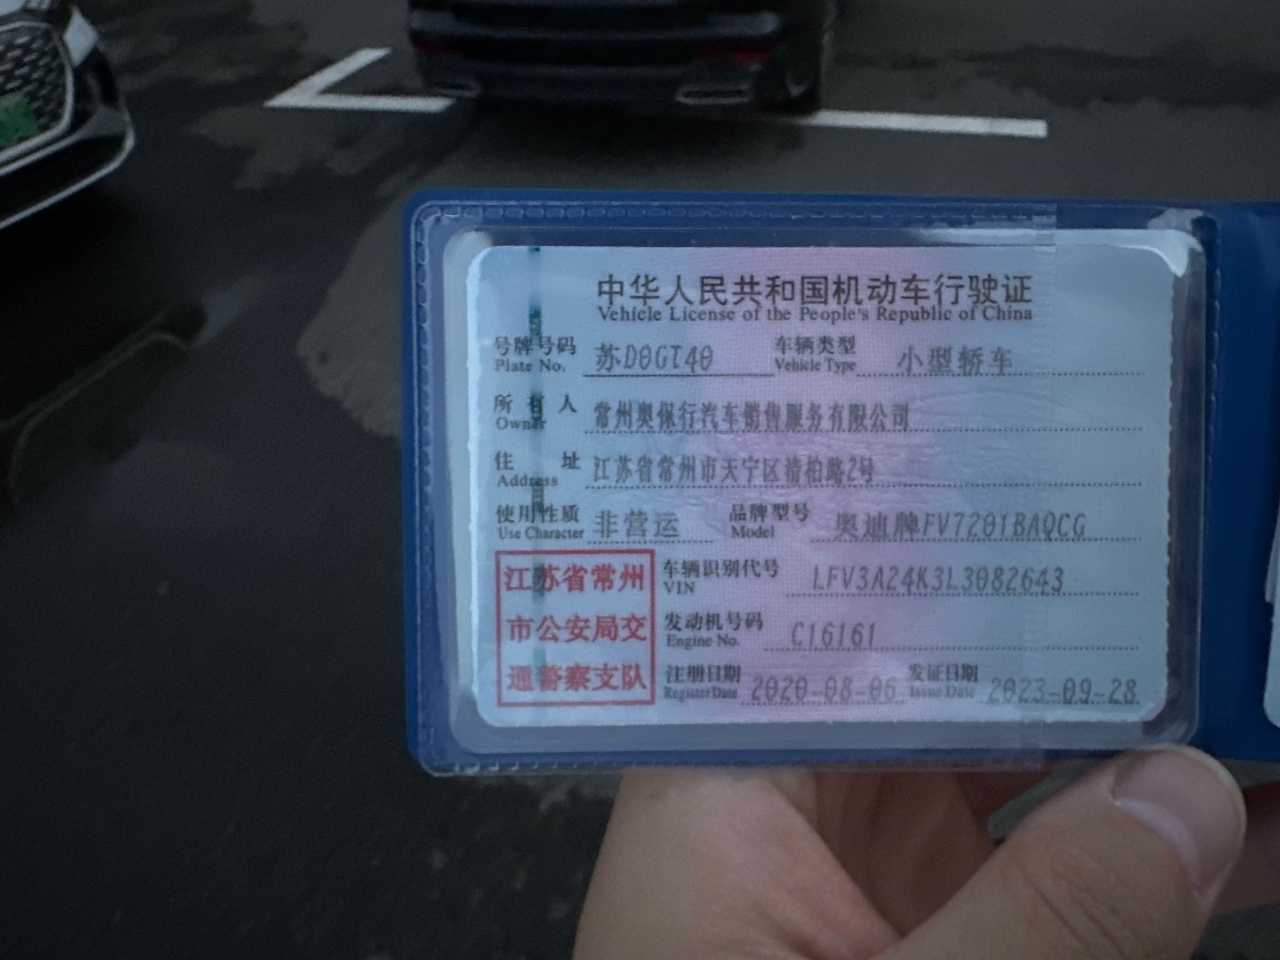 中华人民共和国机动车行驶证
Vehicle License of the People's Republic of China
号牌号码 苏D0GT40 车辆类型 小型轿车
Plate No. Vehicle Type
所有人 常州奥保行汽车销售服务有限公司
Owner
住址 江苏省常州市天宁区清柏路2号
Address
使用性质 非营运 品牌型号 奥迪牌FV7201BAQCG
Use Character Model
江苏省常州
市公安局交
通警察支队
车辆识别代号 LFV3A24K3L3082643
VIN
发动机号码 C16161
Engine No.
注册日期 2020-08-06 发证日期 2023-09-28
Register Date Issue Date